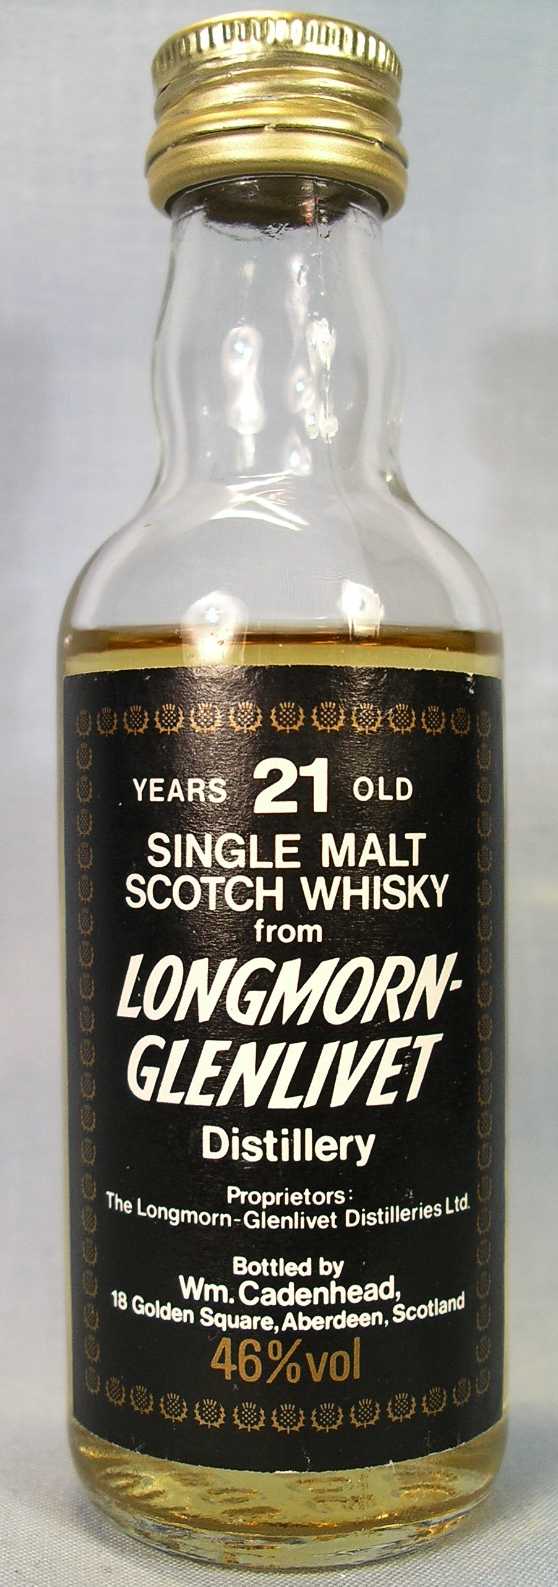 YEARS 21 OLD
SINGLE MALT
SCOTCH WHISKY
from
LONGMORN-
GLENLIVET
Distillery
Proprietors:
The Longmorn-Glenlivet Distilleries Ltd.
Bottled by
Wm. Cadenhead,
18 Golden Square, Aberdeen, Scotland
46% vol